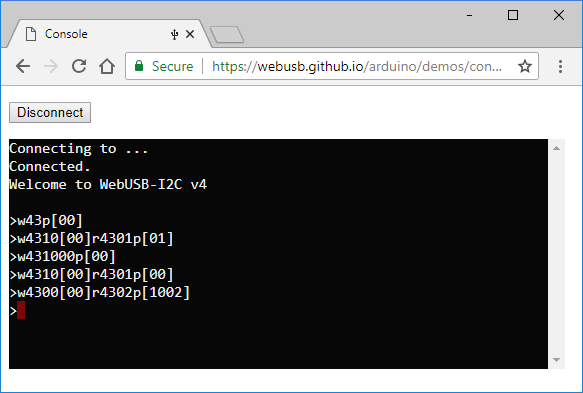 Console
Secure https://webusb.github.io/arduino/demos/con...
Disconnect
Connecting to ...
Connected.
Welcome to WebUSB-I2C v4
>w43p[00]
>w4310[00]r4301p[01]
>w431000p[00]
>w4310[00]r4301p[00]
>w4300[00]r4302p[1002]
>